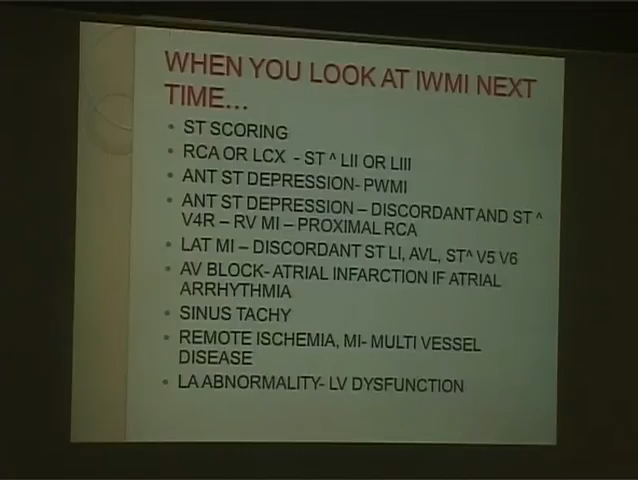 WHEN YOU LOOK AT IWMI NEXT
TIME...
• ST SCORING
• RCA OR LCX - ST ^ LII OR LIII
• ANT ST DEPRESSION- PWMI
• ANT ST DEPRESSION – DISCORDANT AND ST ^
V4R – RV MI – PROXIMAL RCA
• LAT MI – DISCORDANT ST LI, AVL, ST^ V5 V6
• AV BLOCK- ATRIAL INFARCTION IF ATRIAL
ARRHYTHMIA
• SINUS TACHY
• REMOTE ISCHEMIA, MI- MULTI VESSEL
DISEASE
• LA ABNORMALITY- LV DYSFUNCTION